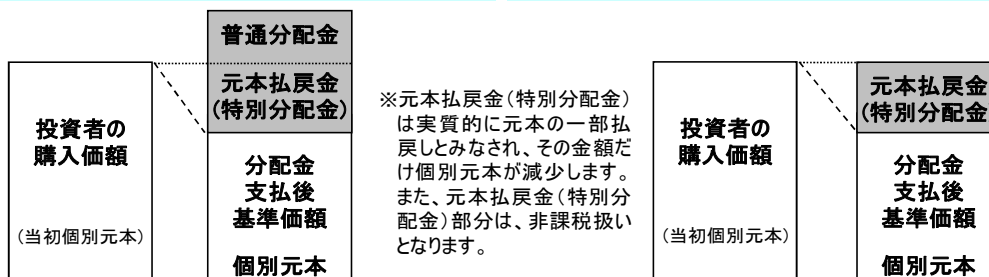 普通分配金
元本払戻金
(特別分配金)
投資者の
購入価額
(当初個別元本)
分配金
支払後
基準価額
個別元本
※元本払戻金(特別分配金)
は実質的に元本の一部払
戻しとみなされ、その金額だ
け個別元本が減少します。
また、元本払戻金(特別分
配金)部分は、非課税扱い
となります。
投資者の
購入価額
(当初個別元本)
元本払戻金
(特別分配金
分配金
支払後
基準価額
個別元本